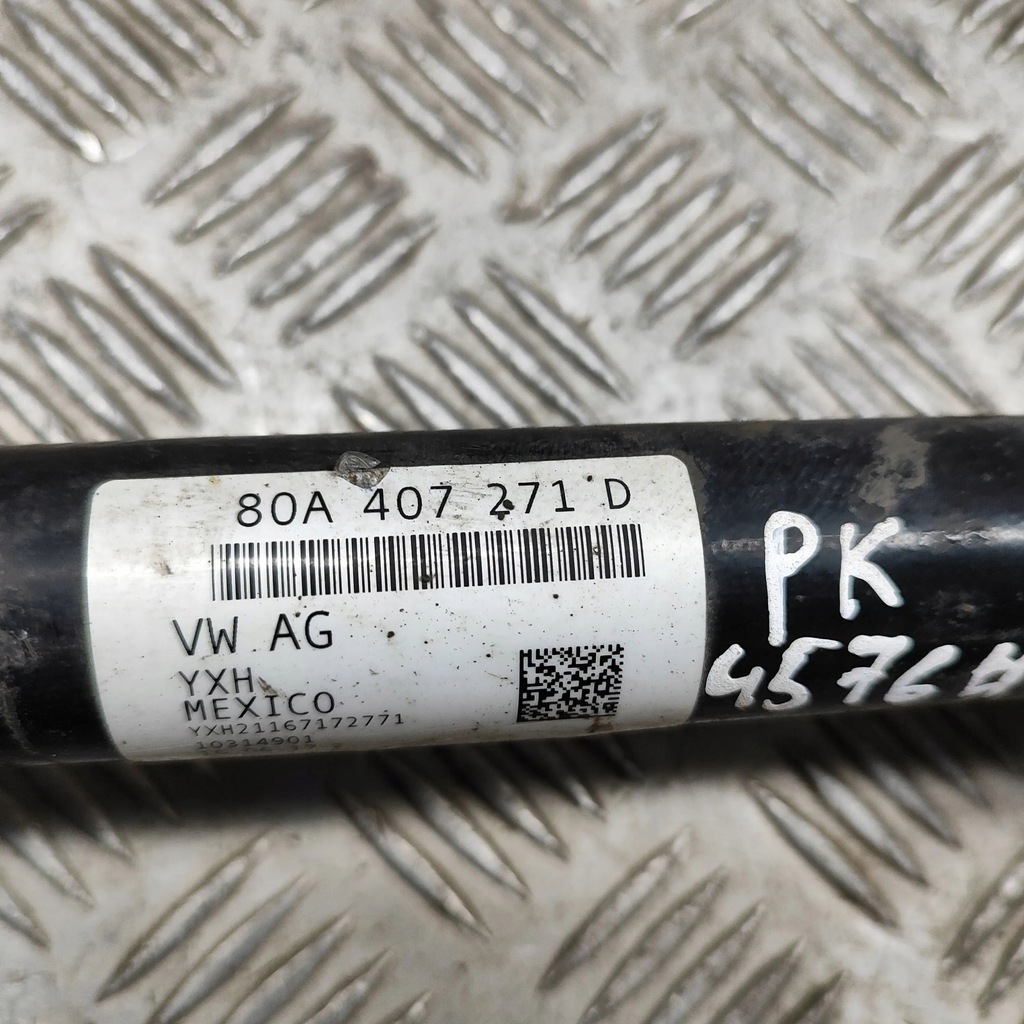 80A 407 271 D
VW AG
YXH
MEXICO
YXH21167172771
10314901
PK
4576